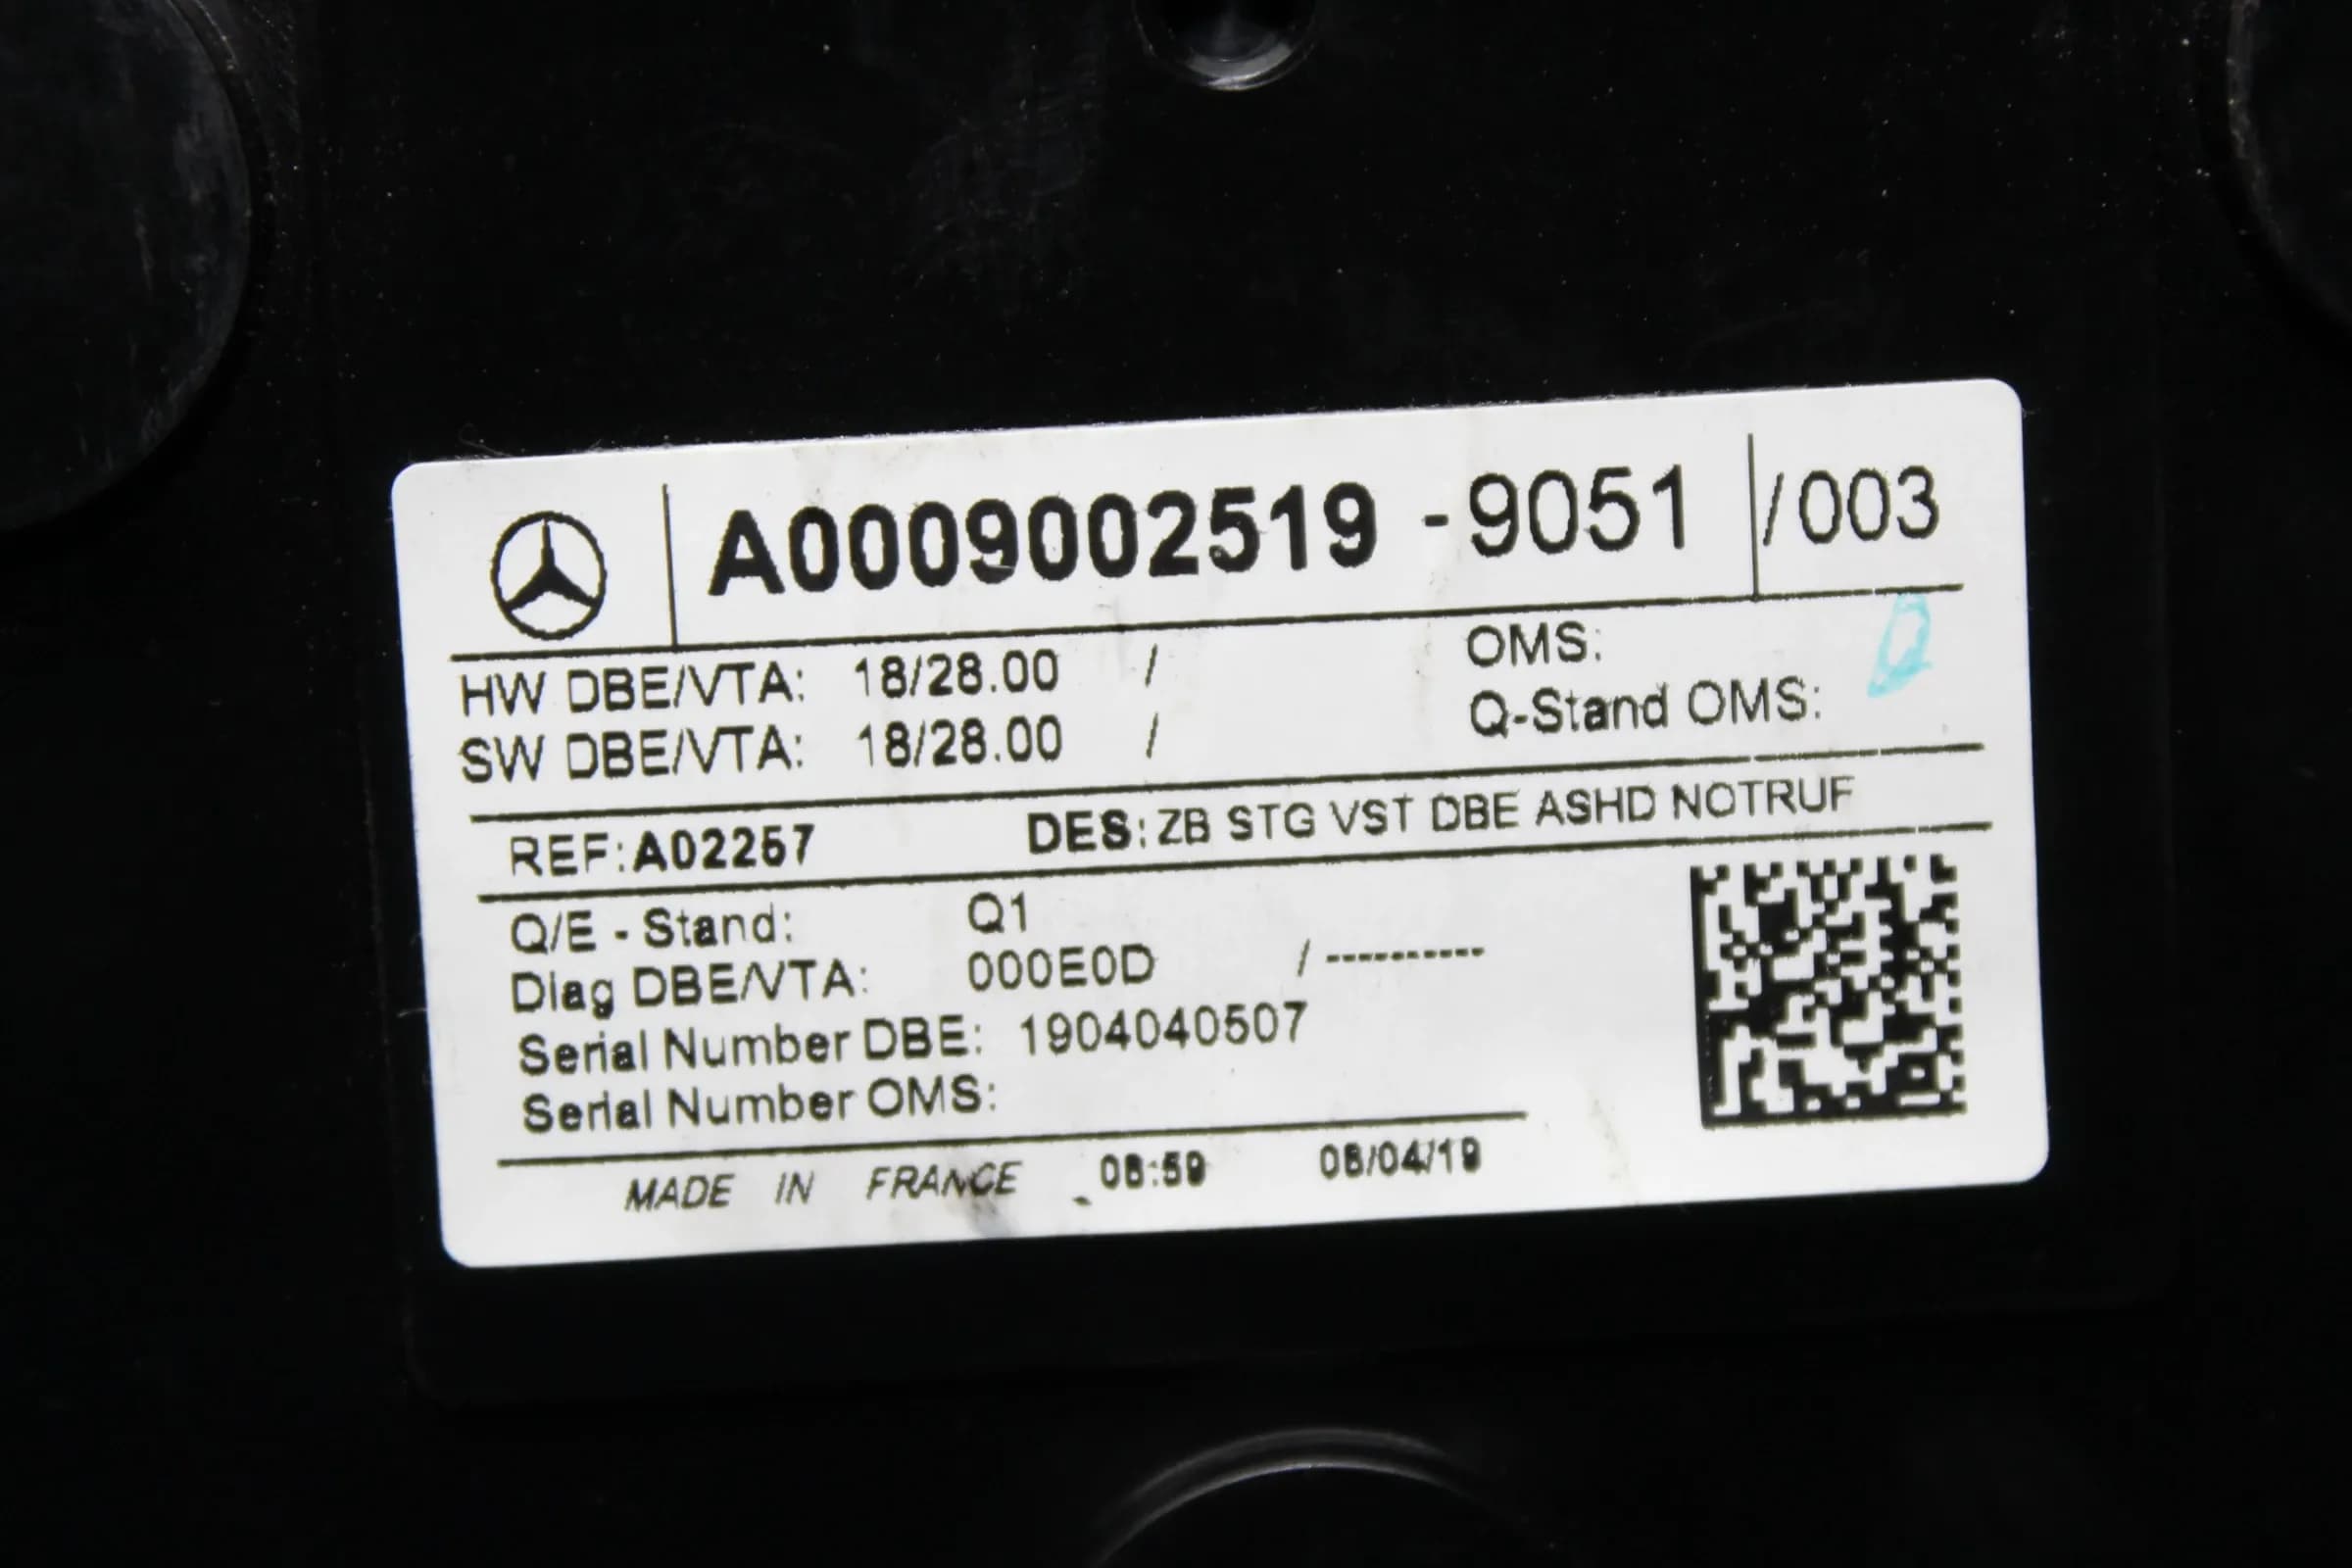 A0009002519 -9051 /003
HW DBE/VTA: 18/28.00 /
OMS:
SW DBE/VTA: 18/28.00 /
Q-Stand OMS:
REF:A02257 DES:ZB STG VST DBE ASHD NOTRUF
Q/E - Stand: Q1
Diag DBE/VTA: 000E0D /----------
Serial Number DBE: 1904040507
Serial Number OMS:
MADE IN FRANCE 08:59 08/04/19